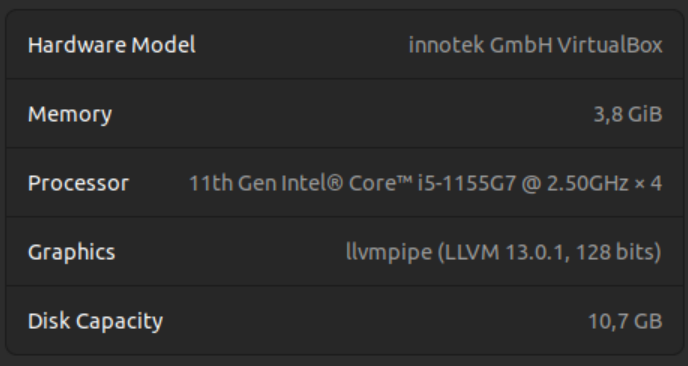 Hardware Model innotek GmbH VirtualBox
Memory 3,8 GiB
Processor 11th Gen Intel® Core™ i5-1155G7 @ 2.50GHz × 4
Graphics llvmpipe (LLVM 13.0.1, 128 bits)
Disk Capacity 10,7 GB